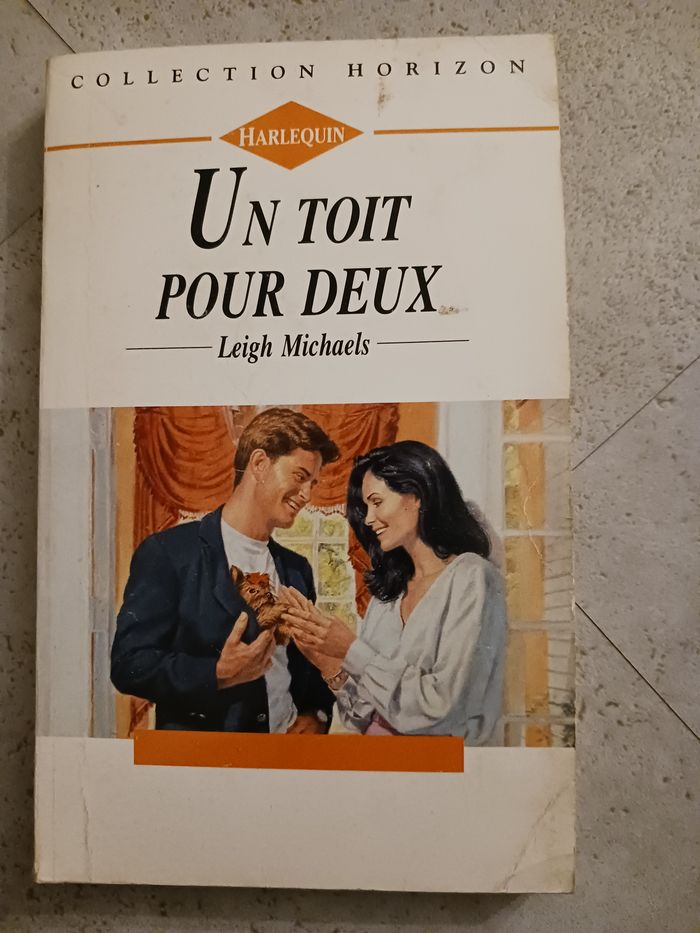 COLLECTION HORIZON
HARLEQUIN
UN TOIT
POUR DEUX
Leigh Michaels